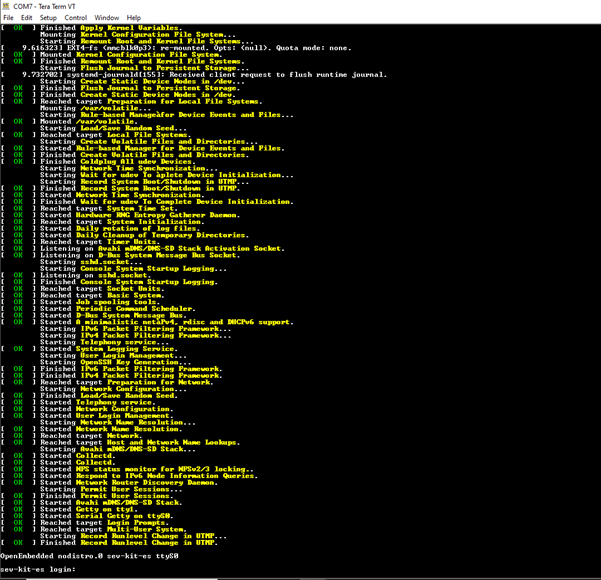 COM7 - Tera Term VT
File Edit Setup Control Window Help
[ OK ] Finished Apply Kernel Variables.
Mounting Kernel Configuration File System...
Starting Remount Root and Kernel File Systems...
[ 9.616323] EXT4-fs (mmcblk0p3): re-mounted. Opts: (null). Quota mode: none.
[ OK ] Mounted Kernel Configuration File System.
[ OK ] Finished Remount Root and Kernel File Systems.
Starting Flush Journal to Persistent Storage...
[ 9.732702] systemd-journald[155]: Received client request to flush runtime journal.
Starting Create Static Device Nodes in /dev...
[ OK ] Finished Flush Journal to Persistent Storage.
[ OK ] Finished Create Static Device Nodes in /dev.
[ OK ] Reached target Preparation for Local File Systems.
Mounting /var/volatile...
Starting Rule-based Manageâfor Device Events and Files...
[ OK ] Mounted /var/volatile.
Starting Load/Save Random Seed...
[ OK ] Reached target Local File Systems.
Starting Create Volatile Files and Directories...
[ OK ] Started Rule-based Manager for Device Events and Files.
[ OK ] Finished Create Volatile Files and Directories.
[ OK ] Finished Coldplug All udev Devices.
Starting Network Time Synchronization...
Starting Wait for udev To âplete Device Initialization...
Starting Record System Boot/Shutdown in UTMP...
[ OK ] Finished Record System Boot/Shutdown in UTMP.
[ OK ] Started Network Time Synchronization.
[ OK ] Finished Wait for udev To Complete Device Initialization.
[ OK ] Reached target System Time Set.
[ OK ] Started Hardware RNG Entropy Gatherer Daemon.
[ OK ] Reached target System Initialization.
[ OK ] Started Daily rotation of log files.
[ OK ] Started Daily Cleanup of Temporary Directories.
[ OK ] Reached target Timer Units.
[ OK ] Listening on Avahi mDNS/DNS-SD Stack Activation Socket.
[ OK ] Listening on D-Bus System Message Bus Socket.
Starting sshd.socket...
Starting Console System Startup Logging...
[ OK ] Listening on sshd.socket.
[ OK ] Finished Console System Startup Logging.
[ OK ] Reached target Socket Units.
[ OK ] Reached target Basic System.
[ OK ] Started Job spooling tools.
[ OK ] Started Periodic Command Scheduler.
[ OK ] Started D-Bus System Message Bus.
[ OK ] Started A minimalistic netâpv4, rdisc and DHCPv6 support.
Starting IPv6 Packet Filtering Framework...
Starting IPv4 Packet Filtering Framework...
Starting Telephony service...
[ OK ] Started System Logging Service.
Starting User Login Management...
Starting OpenSSH Key Generation...
[ OK ] Finished IPv6 Packet Filtering Framework.
[ OK ] Finished IPv4 Packet Filtering Framework.
[ OK ] Reached target Preparation for Network.
Starting Network Configuration...
[ OK ] Finished Load/Save Random Seed.
[ OK ] Started Telephony service.
[ OK ] Started Network Configuration.
[ OK ] Started User Login Management.
Starting Network Name Resolution...
[ OK ] Started Network Name Resolution.
[ OK ] Reached target Network.
[ OK ] Reached target Host and Network Name Lookups.
Starting Avahi mDNS/DNS-SD Stack...
[ OK ] Started Collectd.
[ OK ] Started Collectd.
[ OK ] Started NFS status monitor for NFSv2/3 locking..
[ OK ] Started Respond to IPv6 Node Information Queries.
[ OK ] Started Network Router Discovery Daemon.
Starting Permit User Sessions...
[ OK ] Finished Permit User Sessions.
[ OK ] Started Avahi mDNS/DNS-SD Stack.
[ OK ] Started Getty on tty1.
[ OK ] Started Serial Getty on ttyS0.
[ OK ] Reached target Login Prompts.
[ OK ] Reached target Multi-User System.
Starting Record Runlevel Change in UTMP...
[ OK ] Finished Record Runlevel Change in UTMP.
OpenEmbedded nodistro.0 sev-kit-es ttyS0
sev-kit-es login: